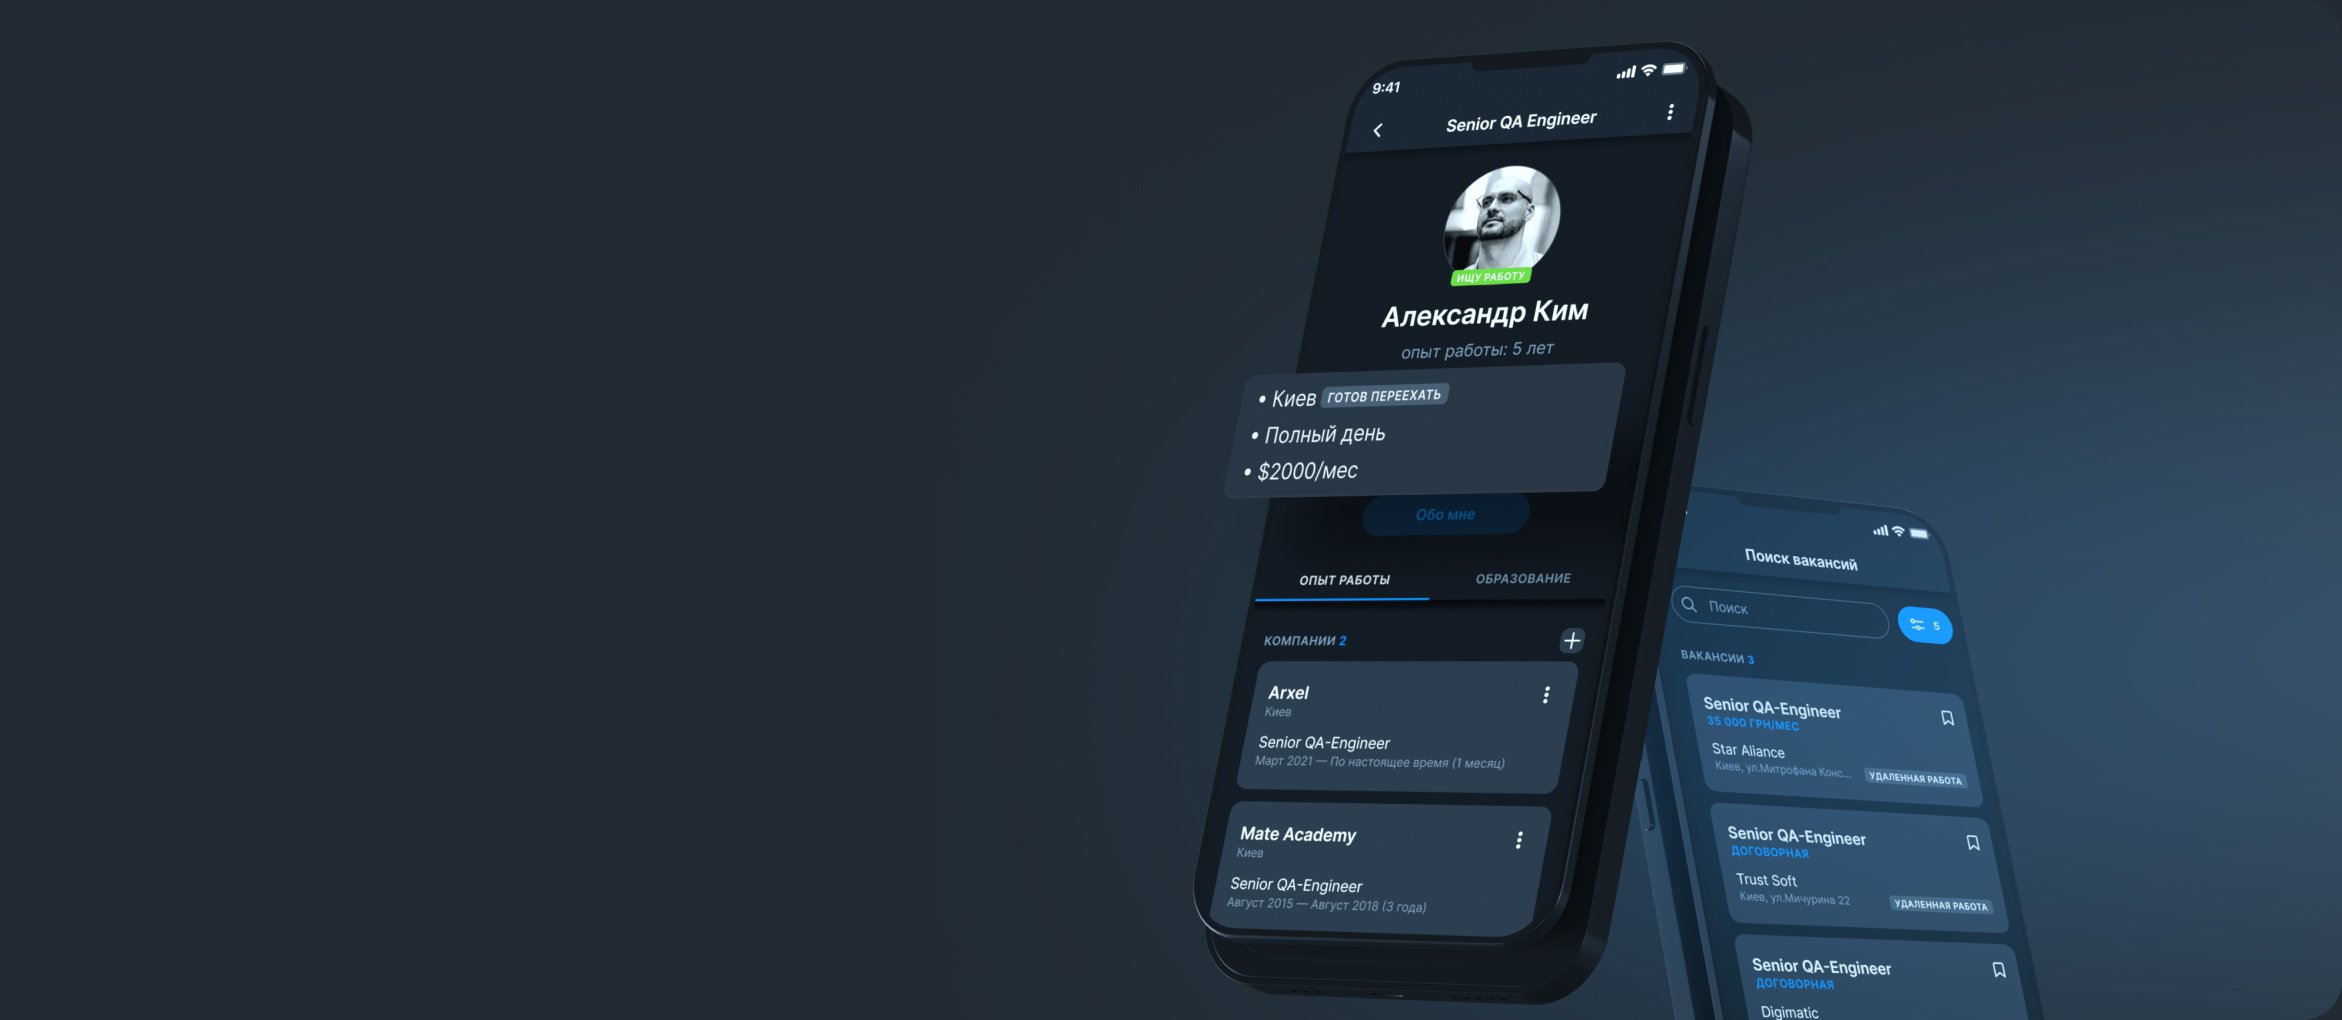 9:41
Senior QA Engineer
ИЩУ РАБОТУ
Александр Ким
опыт работы: 5 лет
• Киев ГОТОВ ПЕРЕЕХАТЬ
• Полный день
• $2000/мес
Обо мне
ОПЫТ РАБОТЫ ОБРАЗОВАНИЕ
КОМПАНИИ 2
Arxel
Киев
Senior QA-Engineer
Март 2021 — По настоящее время (1 месяц)
Mate Academy
Киев
Senior QA-Engineer
Август 2015 — Август 2018 (3 года)
Поиск вакансий
Поиск 5
ВАКАНСИИ 3
Senior QA-Engineer
35 000 ГРН/МЕС
Star Aliance
Киев, ул.Митрофана Конс... УДАЛЕННАЯ РАБОТА
Senior QA-Engineer
ДОГОВОРНАЯ
Trust Soft
Киев, ул.Мичурина 22 УДАЛЕННАЯ РАБОТА
Senior QA-Engineer
ДОГОВОРНАЯ
Digimatic